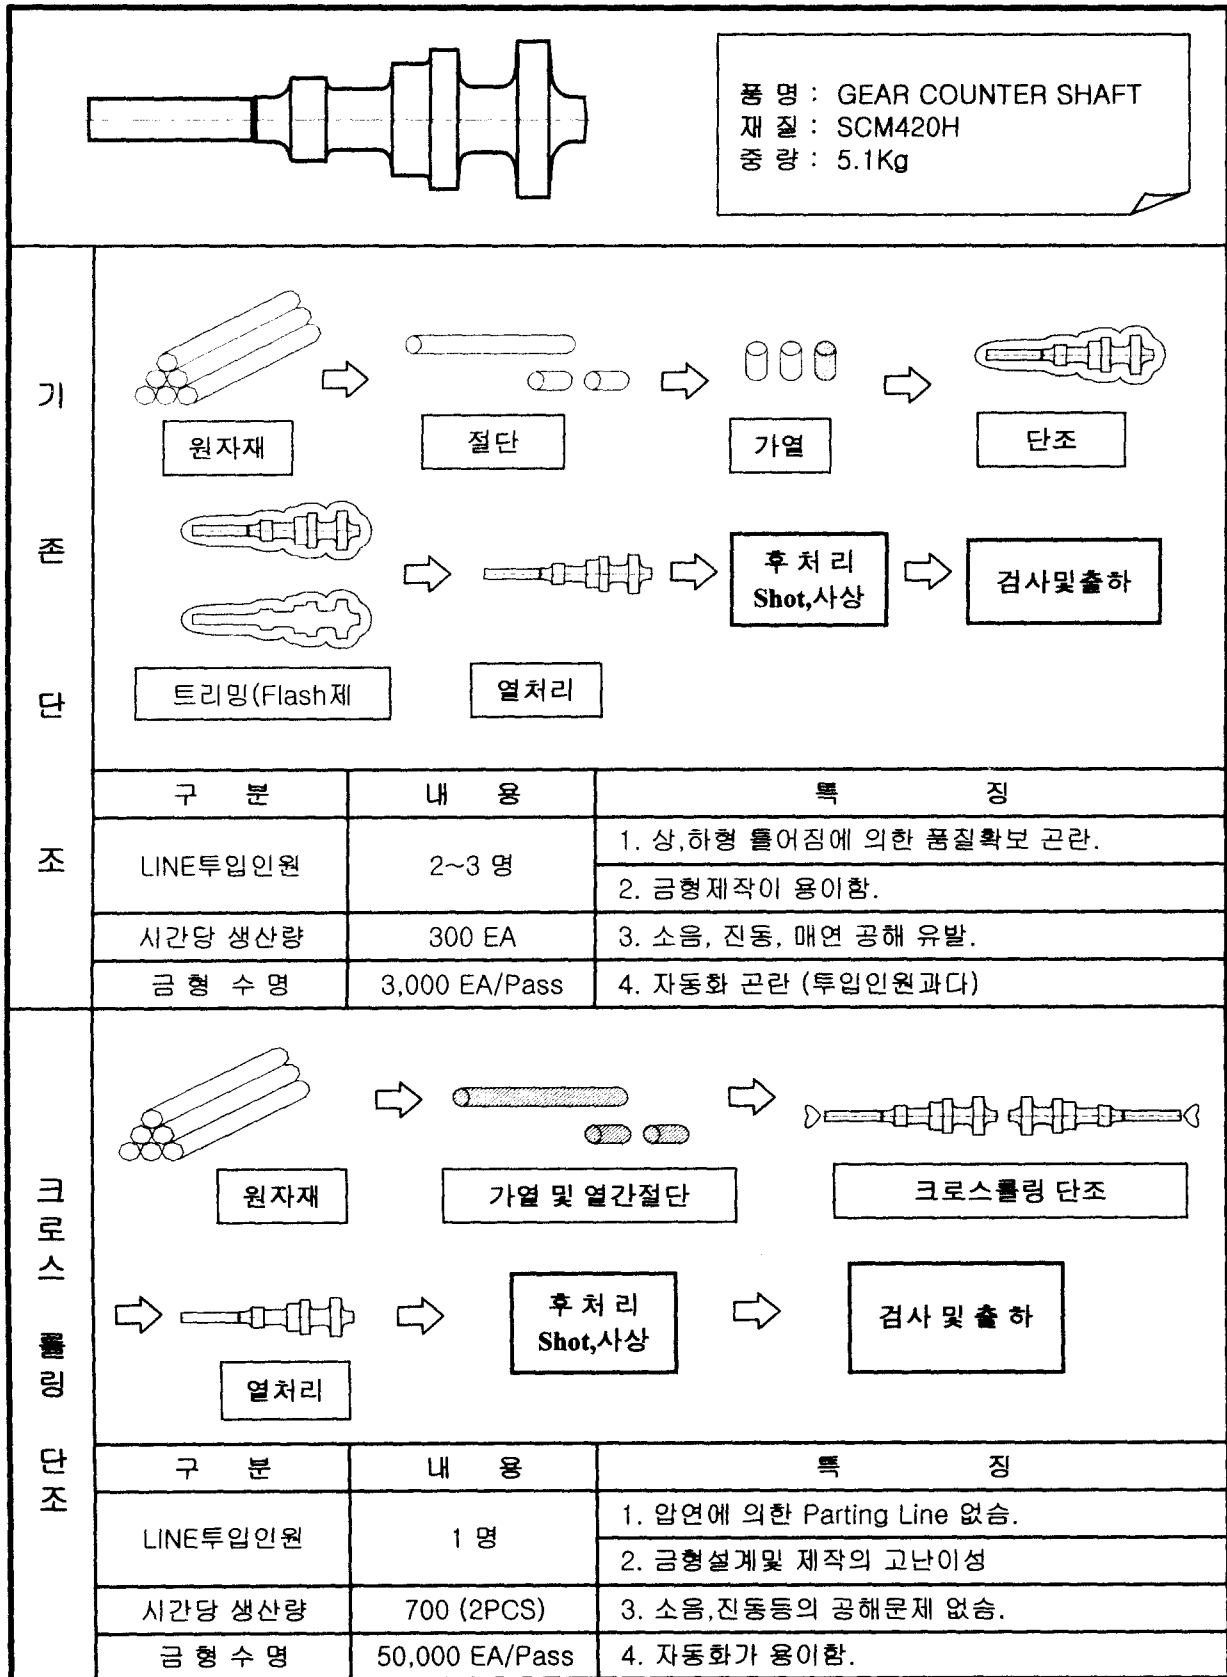 품 명 : GEAR COUNTER SHAFT
재 질 : SCM420H
중 량 : 5.1Kg
기 존 단 조
원자재
절단
가열
단조
트리밍(Flash제
열처리
후 처 리
Shot,사상
검사및출하
구 분 내 용 특 징
LINE투입인원 2~3 명 1. 상,하형 틀어짐에 의한 품질확보 곤란.
2. 금형제작이 용이함.
시간당 생산량 300 EA 3. 소음, 진동, 매연 공해 유발.
금 형 수 명 3,000 EA/Pass 4. 자동화 곤란 (투입인원과다)
크로스 롤링 단조
원자재
가열 및 열간절단
크로스롤링 단조
열처리
후 처 리
Shot,사상
검사 및 출 하
구 분 내 용 특 징
LINE투입인원 1 명 1. 압연에 의한 Parting Line 없슴.
2. 금형설계및 제작의 고난이성
시간당 생산량 700 (2PCS) 3. 소음,진동등의 공해문제 없슴.
금 형 수 명 50,000 EA/Pass 4. 자동화가 용이함.